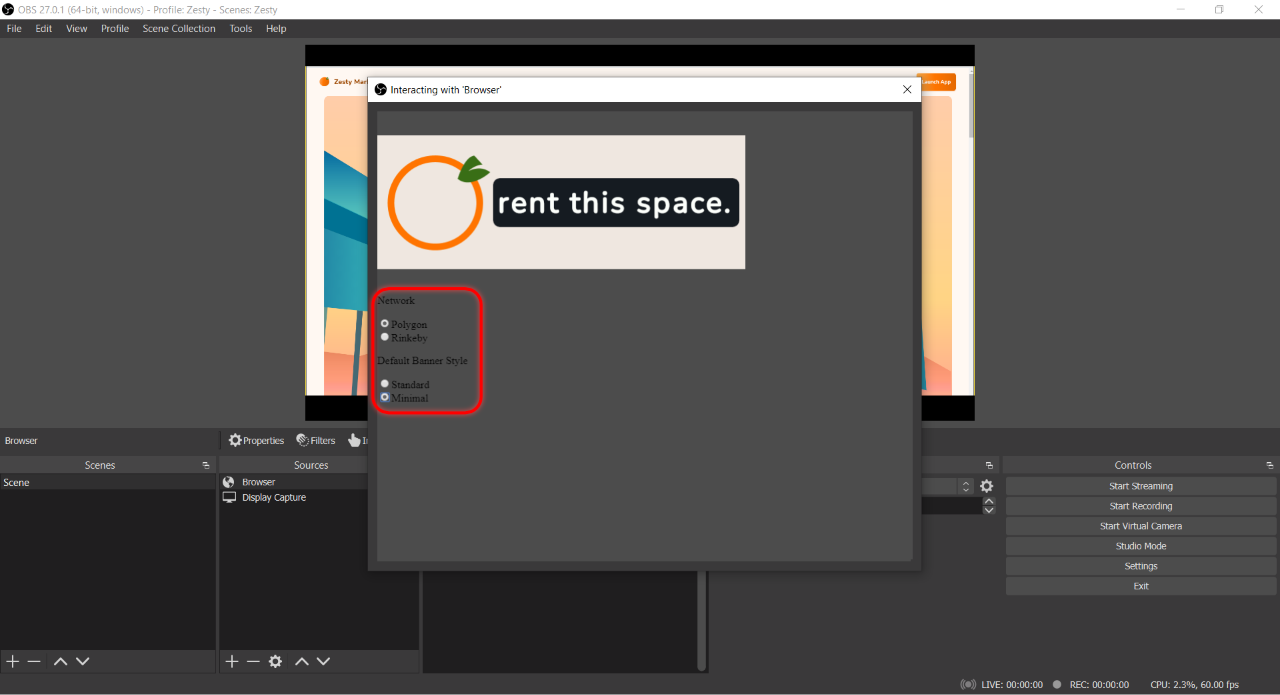 OBS 27.0.1 (64-bit, windows) - Profile: Zesty - Scenes: Zesty
File Edit View Profile Scene Collection Tools Help
Zesty Mar
Launch App
Interacting with 'Browser'
rent this space.
Network
Polygon
Rinkeby
Default Banner Style
Standard
Minimal
Browser
Properties Filters
Scenes
Sources
Controls
Scene
Browser
Display Capture
Start Streaming
Start Recording
Start Virtual Camera
Studio Mode
Settings
Exit
LIVE: 00:00:00 REC: 00:00:00 CPU: 2.3%, 60.00 fps